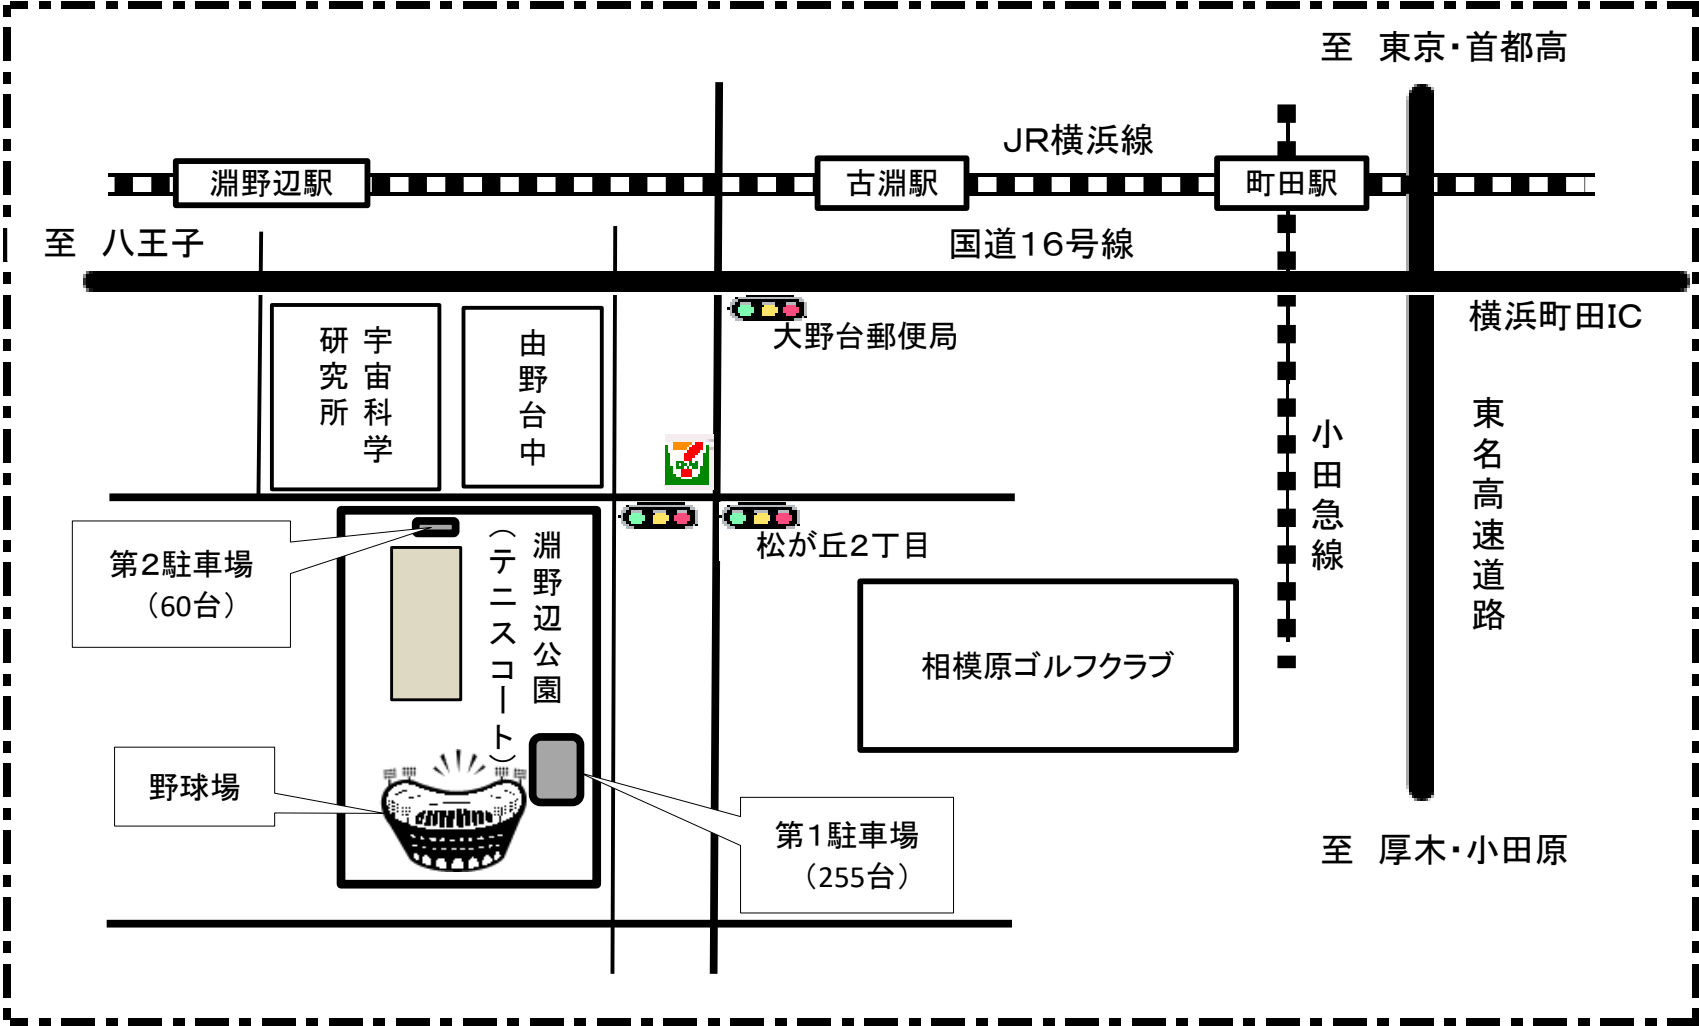 至　東京・首都高
JR横浜線
淵野辺駅
古淵駅
町田駅
至　八王子
国道16号線
横浜町田IC
大野台郵便局
宇宙科学
研究所
由野台中
小田急線
東名高速道路
松が丘2丁目
第2駐車場
（60台）
淵野辺公園
（テニスコート）
相模原ゴルフクラブ
野球場
第1駐車場
（255台）
至　厚木・小田原